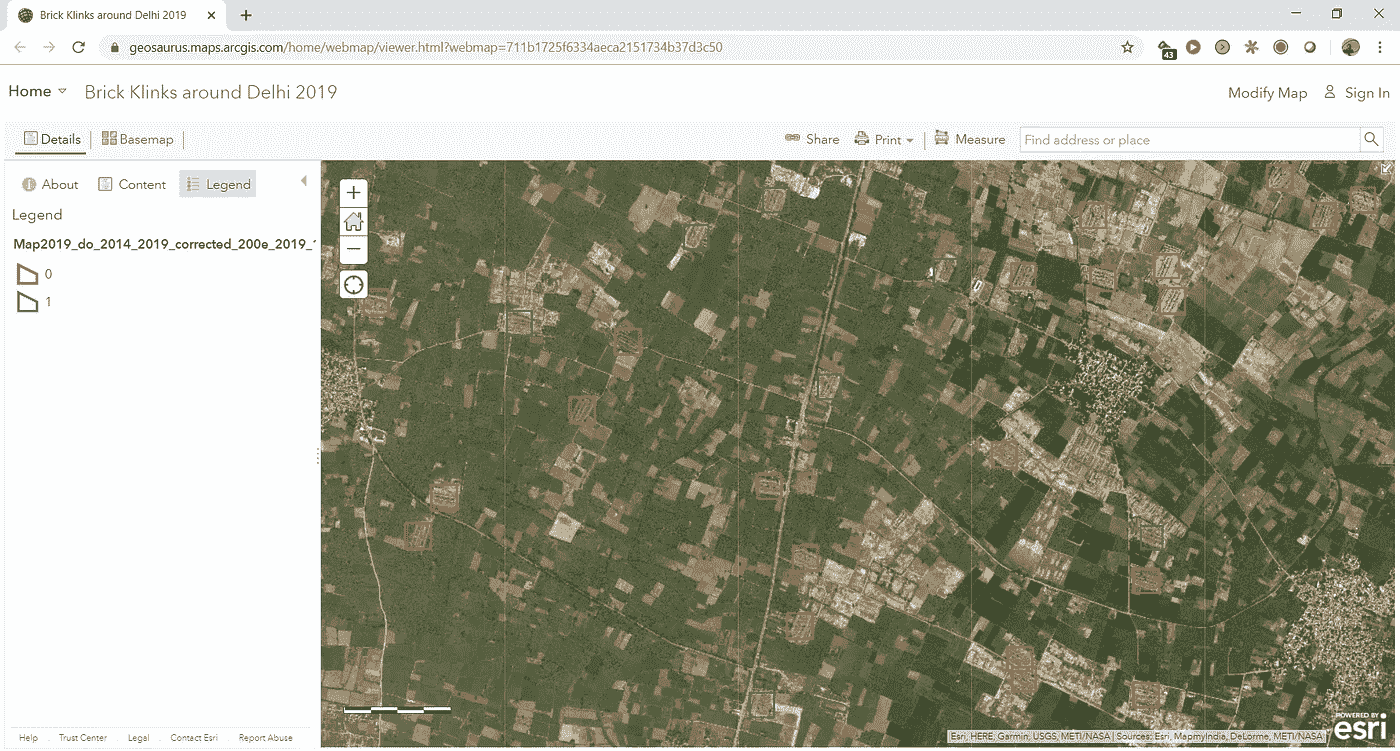 Brick Klinks around Delhi 2019
geosaurus.maps.arcgis.com/home/webmap/viewer.html?webmap=711b1725f6334aeca2151734b37d3c50
43
Home Brick Klinks around Delhi 2019 Modify Map Sign In
Details Basemap Share Print Measure Find address or place
About Content Legend
Legend
Map2019_do_2014_2019_corrected_200e_2019_
0
1
Help Trust Center Legal Contact Esri Report Abuse
Esri, HERE, Garmin, USGS, METI/NASA | Sources: Esri, MapmyIndia, DeLorme, METI/NASA
POWERED BY
esri